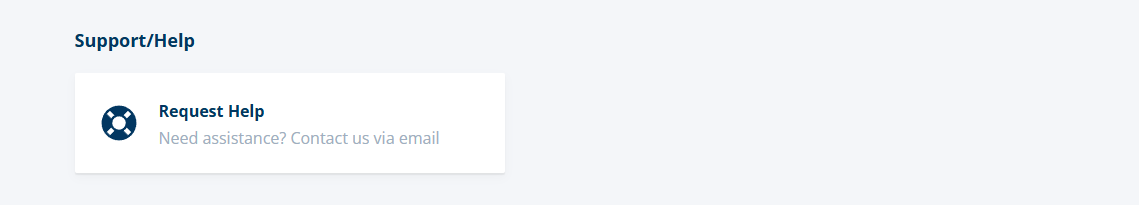 Support/Help
Request Help
Need assistance? Contact us via email